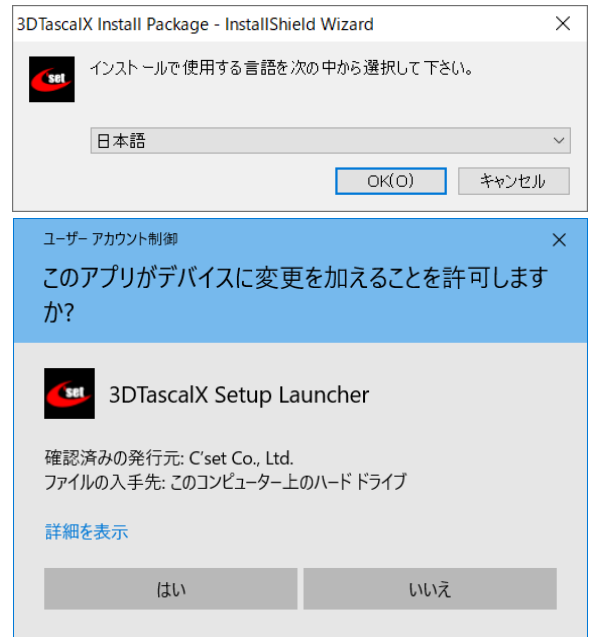 3DTascalX Install Package - InstallShield Wizard
set
インストールで使用する言語を次の中から選択して下さい。
日本語
OK(O)
キャンセル
ユーザー アカウント制御
このアプリがデバイスに変更を加えることを許可します
か?
set
3DTascalX Setup Launcher
確認済みの発行元: C'set Co., Ltd.
ファイルの入手先: このコンピューター上のハード ドライブ
詳細を表示
はい
いいえ